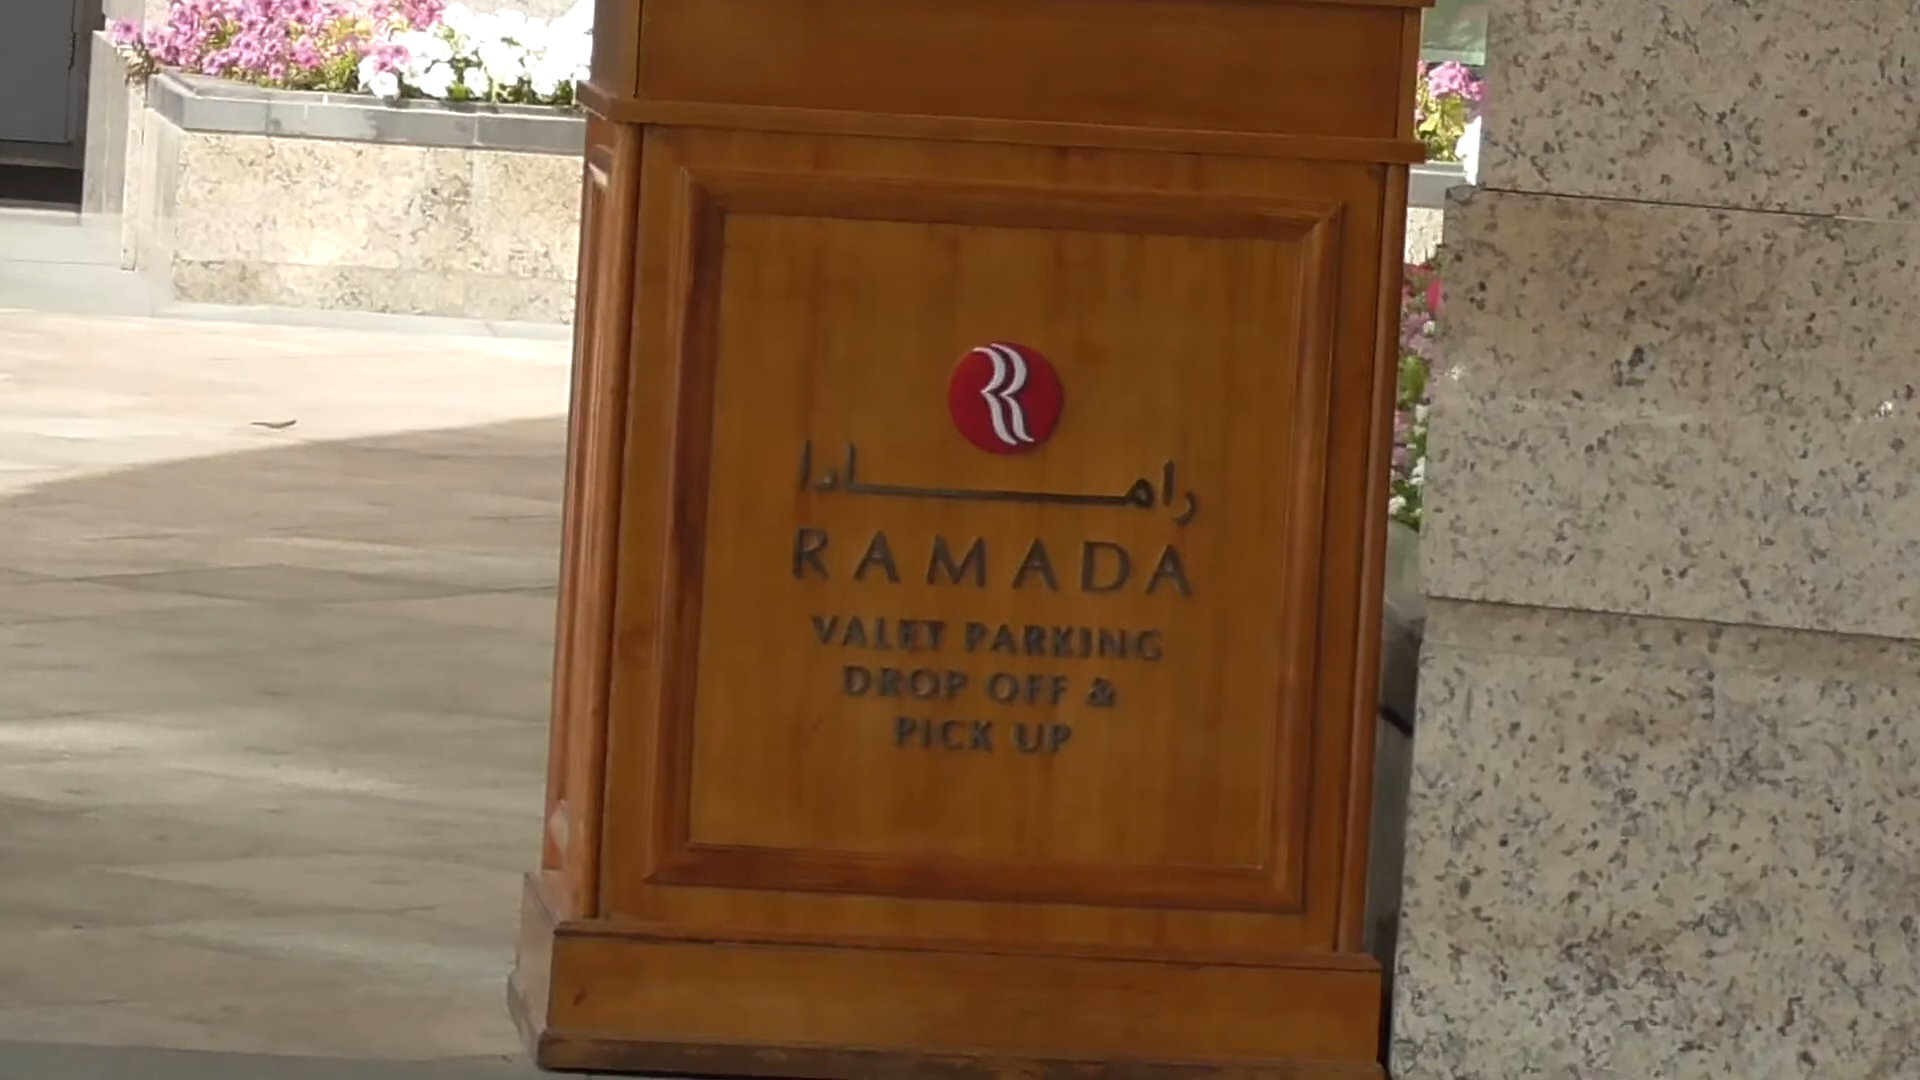 رامادا
RAMADA
VALET PARKING
DROP OFF &
PICK UP